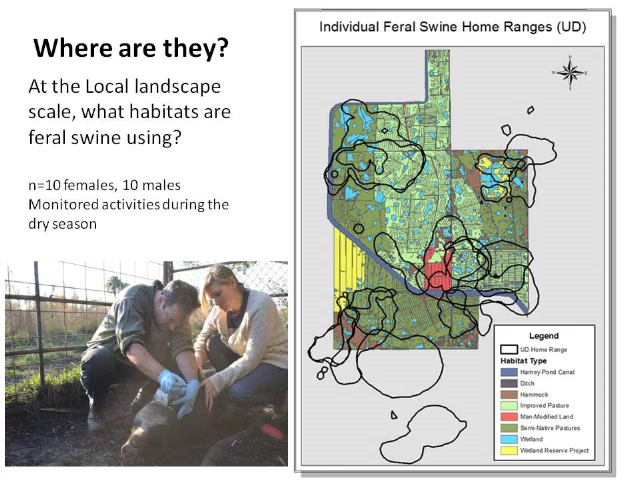 Where are they?
At the Local landscape
scale, what habitats are
feral swine using?
n=10 females, 10 males
Monitored activities during the
dry season
Individual Feral Swine Home Ranges (UD)
Legend
UD Home Range
Habitat Type
Harney Pond Canal
Ditch
Hammock
Improved Pasture
Man-Modified Land
Semi-Native Pastures
Wetland
Wetland Reserve Project